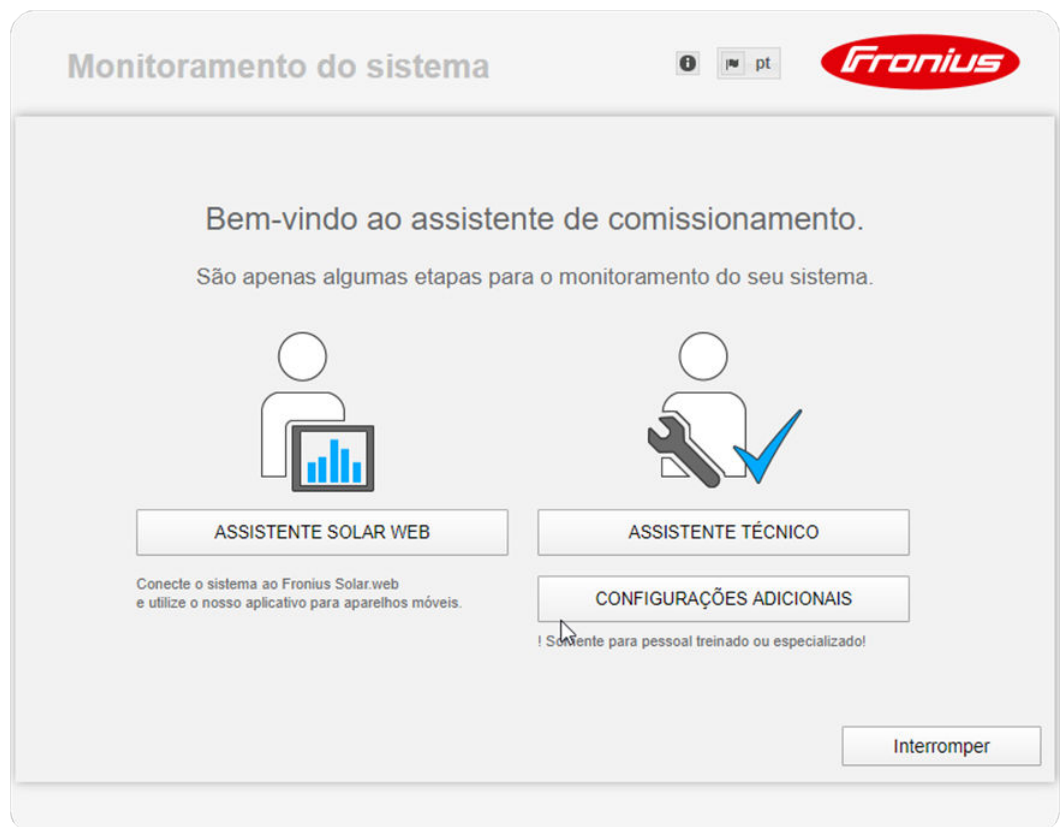 Monitoramento do sistema
pt
Fronius
Bem-vindo ao assistente de comissionamento.
São apenas algumas etapas para o monitoramento do seu sistema.
ASSISTENTE SOLAR WEB
Conecte o sistema ao Fronius Solar.web
e utilize o nosso aplicativo para aparelhos móveis.
ASSISTENTE TÉCNICO
CONFIGURAÇÕES ADICIONAIS
! Somente para pessoal treinado ou especializado!
Interromper